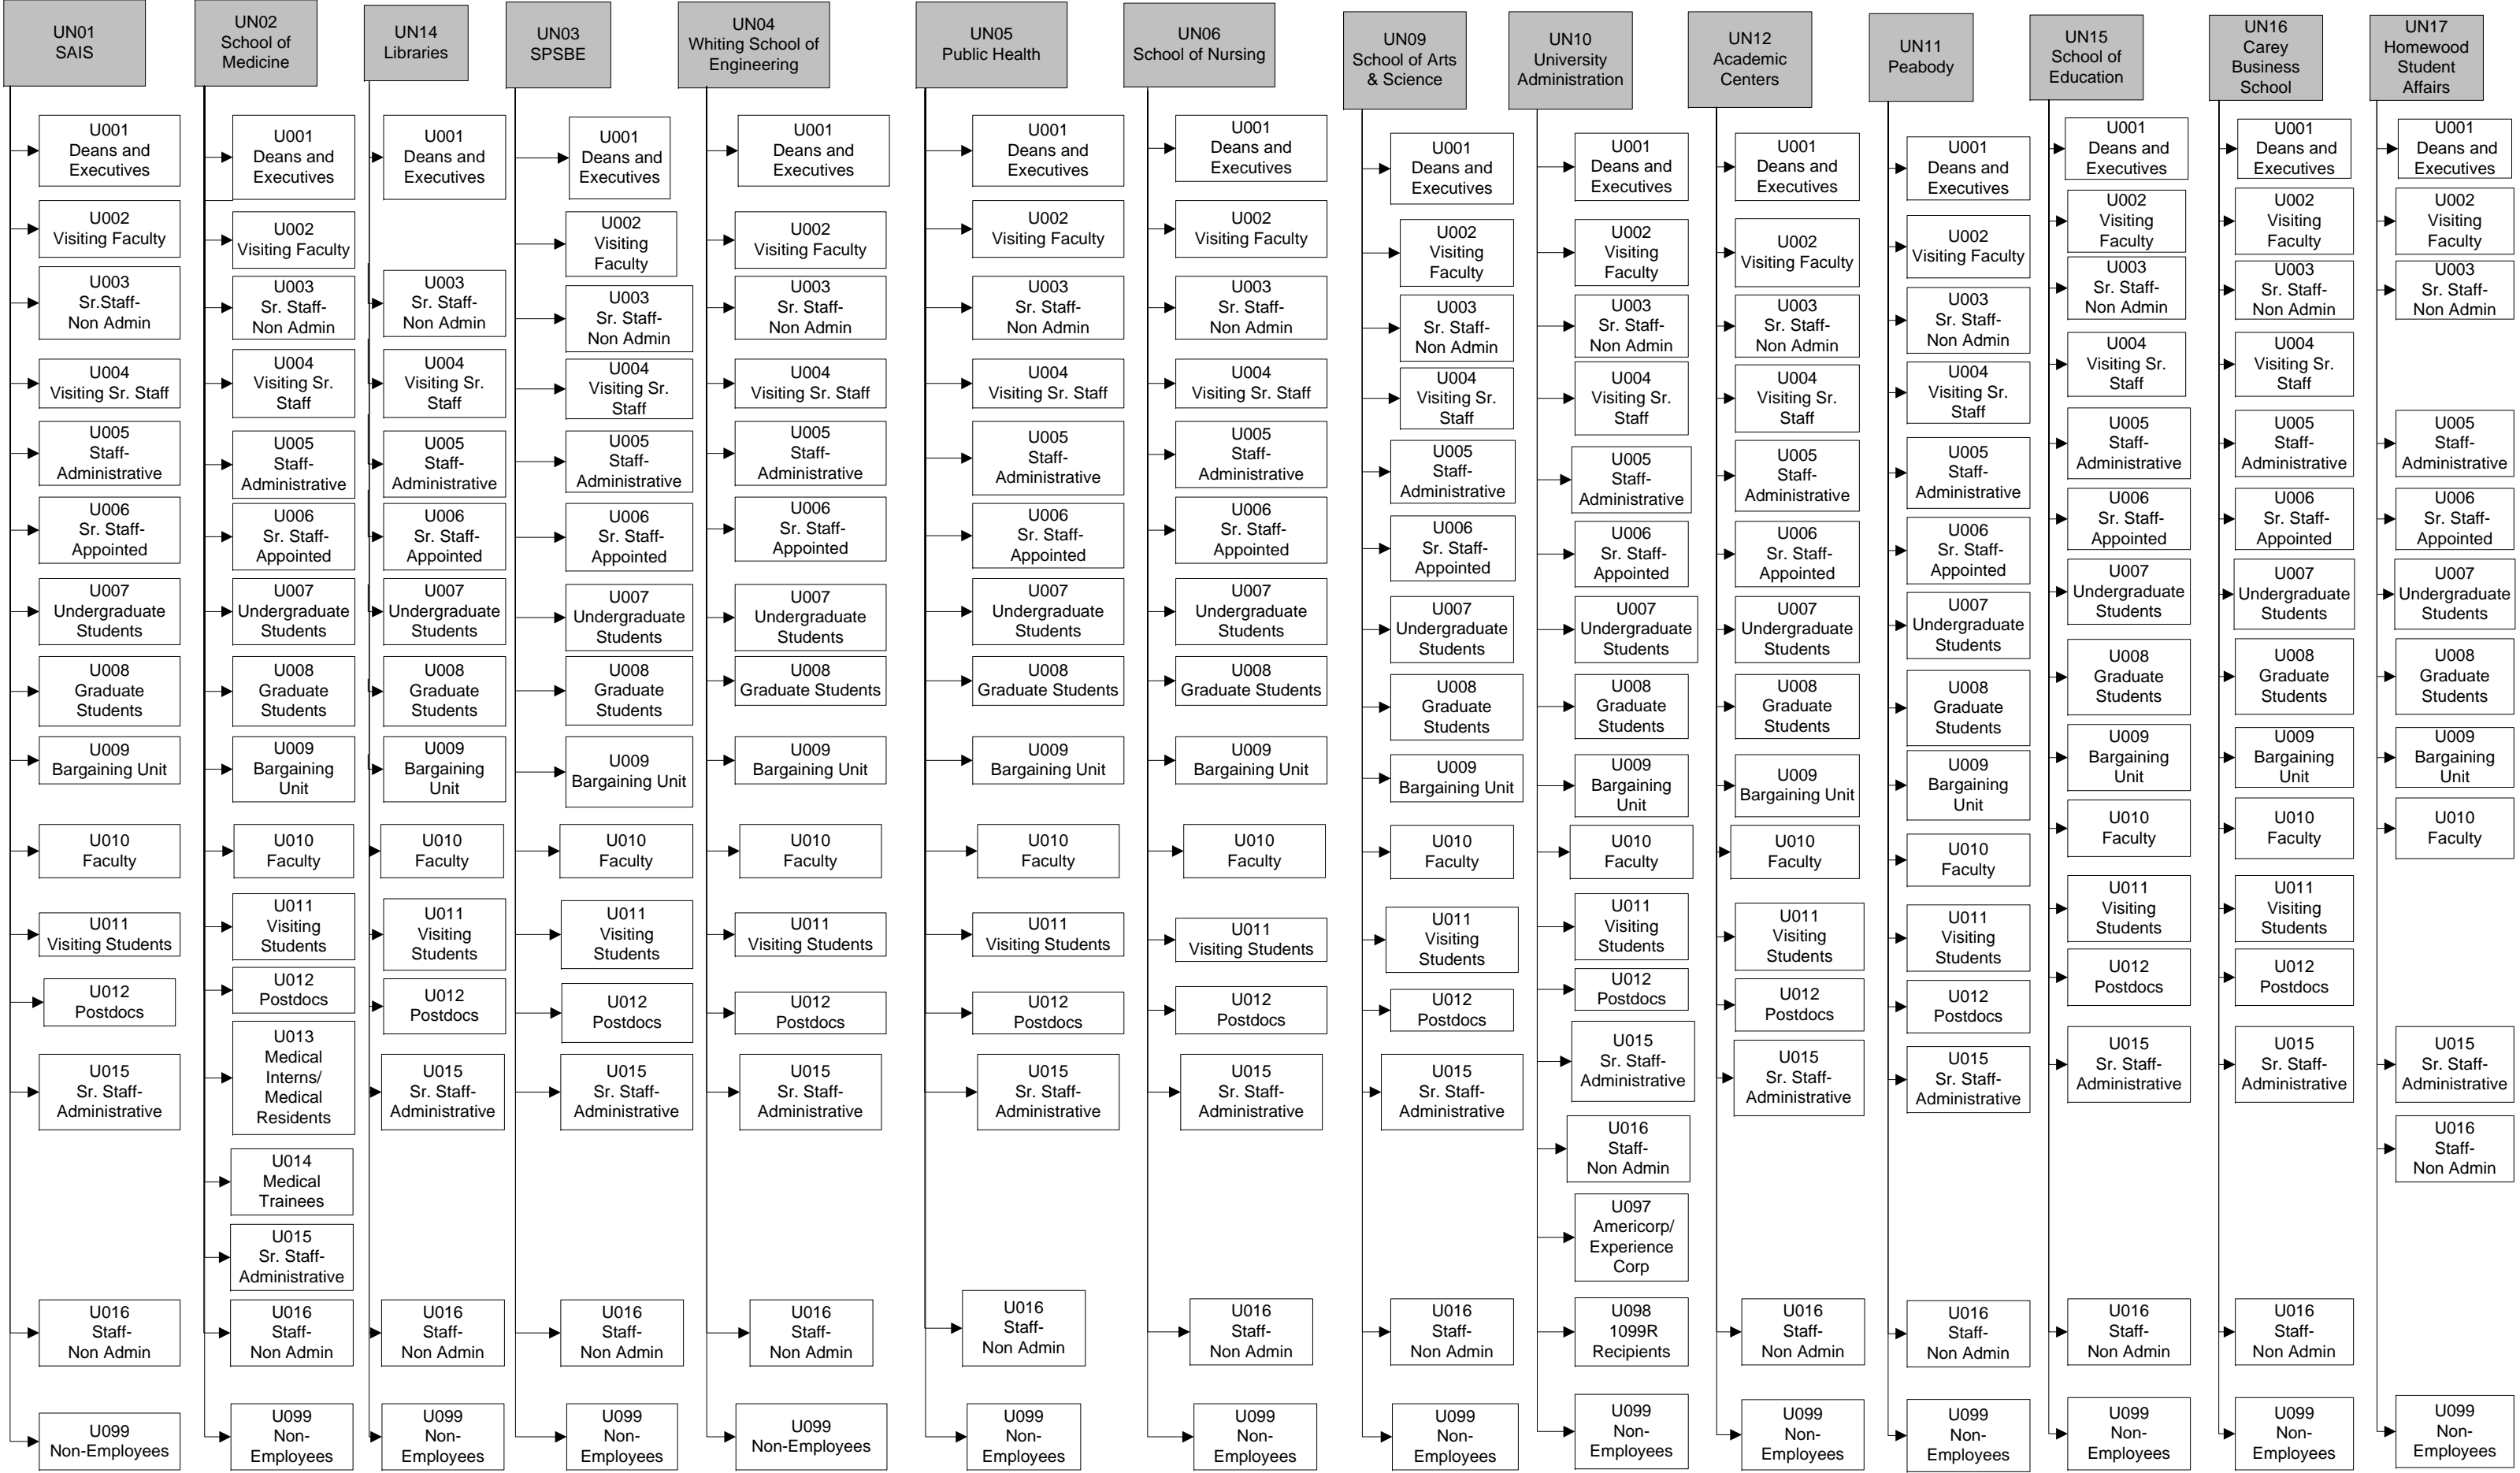 UN01
SAIS
U001
Deans and
Executives
U002
Visiting Faculty
U003
Sr.Staff-
Non Admin
U004
Visiting Sr. Staff
U005
Staff-
Administrative
U006
Sr. Staff-
Appointed
U007
Undergraduate
Students
U008
Graduate
Students
U009
Bargaining Unit
U010
Faculty
U011
Visiting Students
U012
Postdocs
U015
Sr. Staff-
Administrative
U016
Staff-
Non Admin
U099
Non-Employees
UN02
School of
Medicine
U001
Deans and
Executives
U002
Visiting Faculty
U003
Sr. Staff-
Non Admin
U004
Visiting Sr.
Staff
U005
Staff-
Administrative
U006
Sr. Staff-
Appointed
U007
Undergraduate
Students
U008
Graduate
Students
U009
Bargaining
Unit
U010
Faculty
U011
Visiting
Students
U012
Postdocs
U013
Medical
Interns/
Medical
Residents
U014
Medical
Trainees
U015
Sr. Staff-
Administrative
U016
Staff-
Non Admin
U099
Non-
Employees
UN14
Libraries
U001
Deans and
Executives
U003
Sr. Staff-
Non Admin
U004
Visiting Sr.
Staff
U005
Staff-
Administrative
U006
Sr. Staff-
Appointed
U007
Undergraduate
Students
U008
Graduate
Students
U009
Bargaining
Unit
U010
Faculty
U011
Visiting
Students
U012
Postdocs
U015
Sr. Staff-
Administrative
U016
Staff-
Non Admin
U099
Non-
Employees
UN03
SPSBE
U001
Deans and
Executives
U002
Visiting
Faculty
U003
Sr. Staff-
Non Admin
U004
Visiting Sr.
Staff
U005
Staff-
Administrative
U006
Sr. Staff-
Appointed
U007
Undergraduate
Students
U008
Graduate
Students
U009
Bargaining Unit
U010
Faculty
U011
Visiting
Students
U012
Postdocs
U015
Sr. Staff-
Administrative
U016
Staff-
Non Admin
U099
Non-
Employees
UN04
Whiting School of
Engineering
U001
Deans and
Executives
U002
Visiting Faculty
U003
Sr. Staff-
Non Admin
U004
Visiting Sr. Staff
U005
Staff-
Administrative
U006
Sr. Staff-
Appointed
U007
Undergraduate
Students
U008
Graduate Students
U009
Bargaining Unit
U010
Faculty
U011
Visiting Students
U012
Postdocs
U015
Sr. Staff-
Administrative
U016
Staff-
Non Admin
U099
Non-Employees
UN05
Public Health
U001
Deans and
Executives
U002
Visiting Faculty
U003
Sr. Staff-
Non Admin
U004
Visiting Sr. Staff
U005
Staff-
Administrative
U006
Sr. Staff-
Appointed
U007
Undergraduate
Students
U008
Graduate Students
U009
Bargaining Unit
U010
Faculty
U011
Visiting Students
U012
Postdocs
U015
Sr. Staff-
Administrative
U016
Staff-
Non Admin
U099
Non-
Employees
UN06
School of Nursing
U001
Deans and
Executives
U002
Visiting Faculty
U003
Sr. Staff-
Non Admin
U004
Visiting Sr. Staff
U005
Staff-
Administrative
U006
Sr. Staff-
Appointed
U007
Undergraduate
Students
U008
Graduate Students
U009
Bargaining Unit
U010
Faculty
U011
Visiting Students
U012
Postdocs
U015
Sr. Staff-
Administrative
U016
Staff-
Non Admin
U099
Non-
Employees
UN09
School of Arts
& Science
U001
Deans and
Executives
U002
Visiting
Faculty
U003
Sr. Staff-
Non Admin
U004
Visiting Sr.
Staff
U005
Staff-
Administrative
U006
Sr. Staff-
Appointed
U007
Undergraduate
Students
U008
Graduate
Students
U009
Bargaining Unit
U010
Faculty
U011
Visiting
Students
U012
Postdocs
U015
Sr. Staff-
Administrative
U016
Staff-
Non Admin
U099
Non-
Employees
UN10
University
Administration
U001
Deans and
Executives
U002
Visiting
Faculty
U003
Sr. Staff-
Non Admin
U004
Visiting Sr.
Staff
U005
Staff-
Administrative
U006
Sr. Staff-
Appointed
U007
Undergraduate
Students
U008
Graduate
Students
U009
Bargaining
Unit
U010
Faculty
U011
Visiting
Students
U012
Postdocs
U015
Sr. Staff-
Administrative
U016
Staff-
Non Admin
U097
Americorp/
Experience
Corp
U098
1099R
Recipients
U099
Non-
Employees
UN12
Academic
Centers
U001
Deans and
Executives
U002
Visiting Faculty
U003
Sr. Staff-
Non Admin
U004
Visiting Sr.
Staff
U005
Staff-
Administrative
U006
Sr. Staff-
Appointed
U007
Undergraduate
Students
U008
Graduate
Students
U009
Bargaining Unit
U010
Faculty
U011
Visiting
Students
U012
Postdocs
U015
Sr. Staff-
Administrative
U016
Staff-
Non Admin
U099
Non-
Employees
UN11
Peabody
U001
Deans and
Executives
U002
Visiting Faculty
U003
Sr. Staff-
Non Admin
U004
Visiting Sr.
Staff
U005
Staff-
Administrative
U006
Sr. Staff-
Appointed
U007
Undergraduate
Students
U008
Graduate
Students
U009
Bargaining
Unit
U010
Faculty
U011
Visiting
Students
U012
Postdocs
U015
Sr. Staff-
Administrative
U016
Staff-
Non Admin
U099
Non-
Employees
UN15
School of
Education
U001
Deans and
Executives
U002
Visiting
Faculty
U003
Sr. Staff-
Non Admin
U004
Visiting Sr.
Staff
U005
Staff-
Administrative
U006
Sr. Staff-
Appointed
U007
Undergraduate
Students
U008
Graduate
Students
U009
Bargaining
Unit
U010
Faculty
U011
Visiting
Students
U012
Postdocs
U015
Sr. Staff-
Administrative
U016
Staff-
Non Admin
U099
Non-
Employees
UN16
Carey
Business
School
U001
Deans and
Executives
U002
Visiting
Faculty
U003
Sr. Staff-
Non Admin
U004
Visiting Sr.
Staff
U005
Staff-
Administrative
U006
Sr. Staff-
Appointed
U007
Undergraduate
Students
U008
Graduate
Students
U009
Bargaining
Unit
U010
Faculty
U011
Visiting
Students
U012
Postdocs
U015
Sr. Staff-
Administrative
U016
Staff-
Non Admin
U099
Non-
Employees
UN17
Homewood
Student
Affairs
U001
Deans and
Executives
U002
Visiting
Faculty
U003
Sr. Staff-
Non Admin
U005
Staff-
Administrative
U006
Sr. Staff-
Appointed
U007
Undergraduate
Students
U008
Graduate
Students
U009
Bargaining
Unit
U010
Faculty
U015
Sr. Staff-
Administrative
U016
Staff-
Non Admin
U099
Non-
Employees